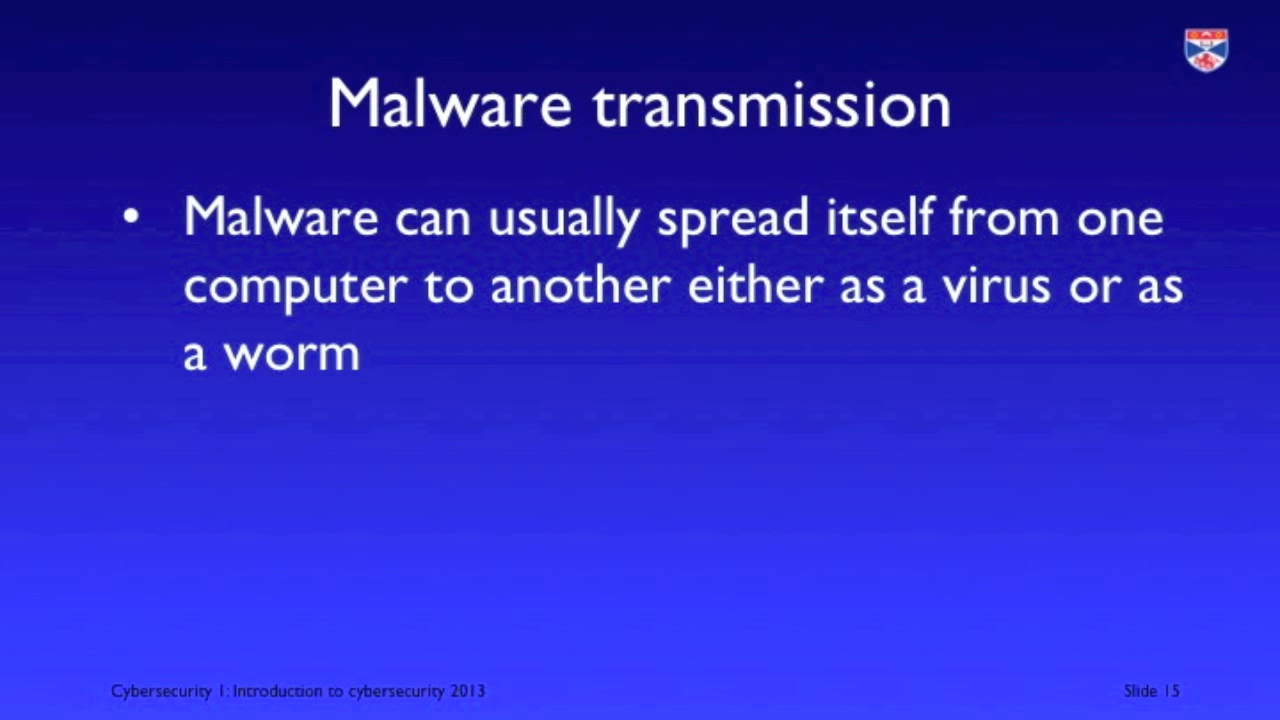 Malware transmission
• Malware can usually spread itself from one
computer to another either as a virus or as
a worm
Cybersecurity 1: Introduction to cybersecurity 2013
Slide 15